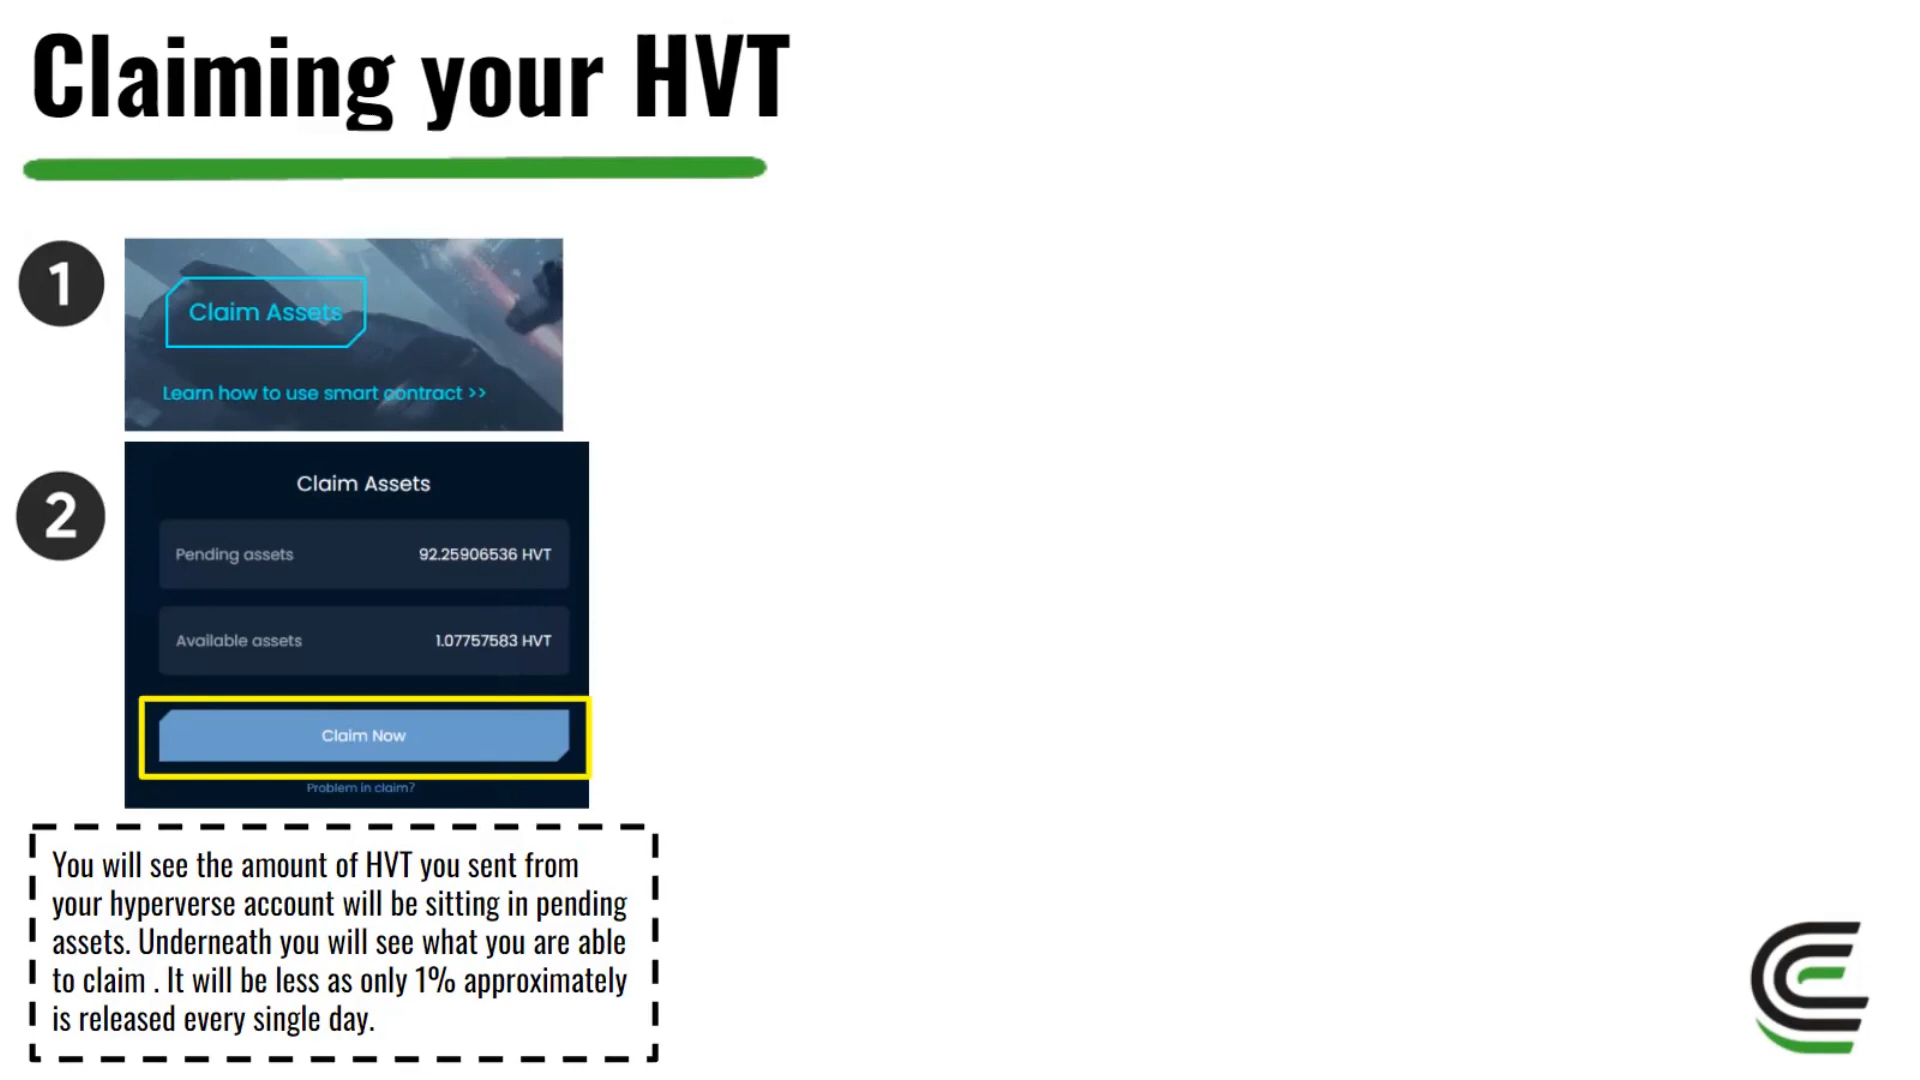 Claiming your HVT
1
Claim Assets
Learn how to use smart contract >>
2
Claim Assets
Pending assets 92.25906536 HVT
Available assets 1.07757583 HVT
Claim Now
Problem in claim?
You will see the amount of HVT you sent from
your hyperverse account will be sitting in pending
assets. Underneath you will see what you are able
to claim . It will be less as only 1% approximately
is released every single day.